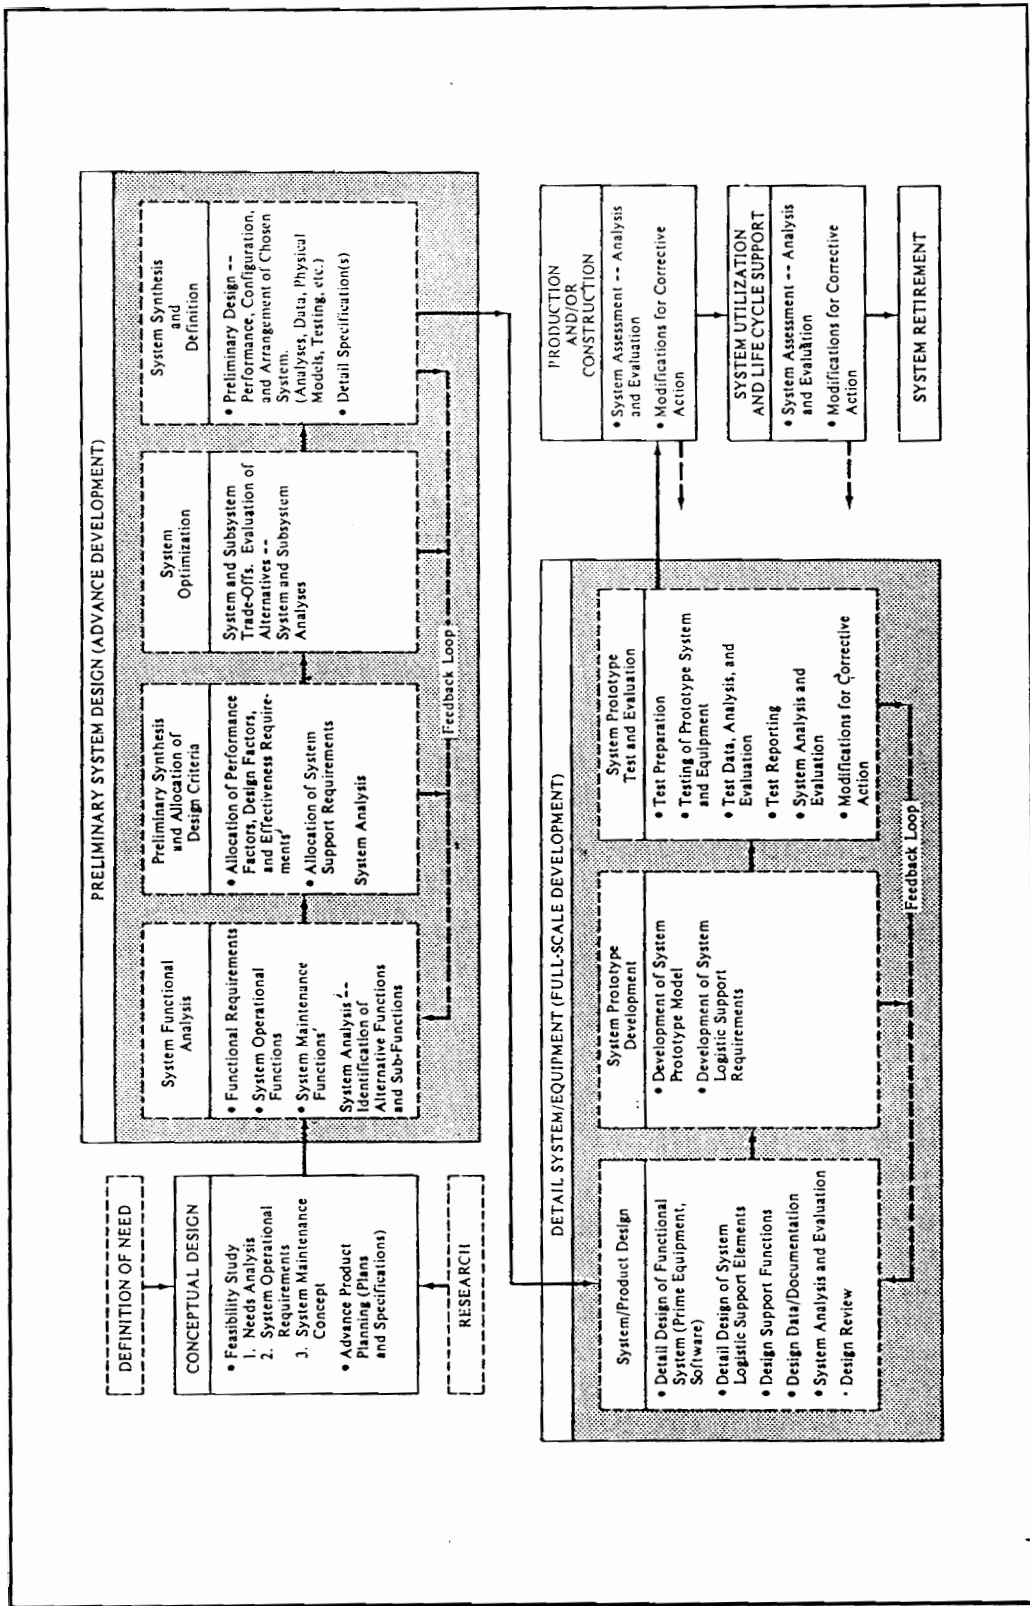 DEFINITION OF NEED
CONCEPTUAL DESIGN
• Feasibility Study
1. Needs Analysis
2. System Operational
Requirements
3. System Maintenance
Concept
• Advance Product
Planning (Plans
and Specifications)
RESEARCH
PRELIMINARY SYSTEM DESIGN (ADVANCE DEVELOPMENT)
System Functional
Analysis
• Functional Requirements
• System Operational
Functions
• System Maintenance
Functions
System Analysis --
Identification of
Alternative Functions
and Sub-Functions
Preliminary Synthesis
and Allocation of
Design Criteria
• Allocation of Performance
Factors, Design Factors,
and Effectiveness Require-
ments
• Allocation of System
Support Requirements
System Analysis
System
Optimization
System and Subsystem
Trade-Offs. Evaluation of
Alternatives --
System and Subsystem
Analyses
System Synthesis
and
Definition
• Preliminary Design --
Performance, Configuration,
and Arrangement of Chosen
System.
(Analyses, Data, Physical
Models, Testing, etc.)
• Detail Specification(s)
Feedback Loop
DETAIL SYSTEM/EQUIPMENT (FULL-SCALE DEVELOPMENT)
System/Product Design
• Detail Design of Functional
System (Prime Equipment,
Software)
• Detail Design of System
Logistic Support Elements
• Design Support Functions
• Design Data/Documentation
• System Analysis and Evaluation
• Design Review
System Prototype
Development
• Development of System
Prototype Model
• Development of System
Logistic Support
Requirements
System Prototype
Test and Evaluation
• Test Preparation
• Testing of Prototype System
and Equipment
• Test Data, Analysis, and
Evaluation
• Test Reporting
• System Analysis and
Evaluation
• Modifications for Corrective
Action
Feedback Loop
PRODUCTION
AND/OR
CONSTRUCTION
• System Assessment -- Analysis
and Evaluation
• Modifications for Corrective
Action
SYSTEM UTILIZATION
AND LIFE CYCLE SUPPORT
• System Assessment -- Analysis
and Evaluation
• Modifications for Corrective
Action
SYSTEM RETIREMENT